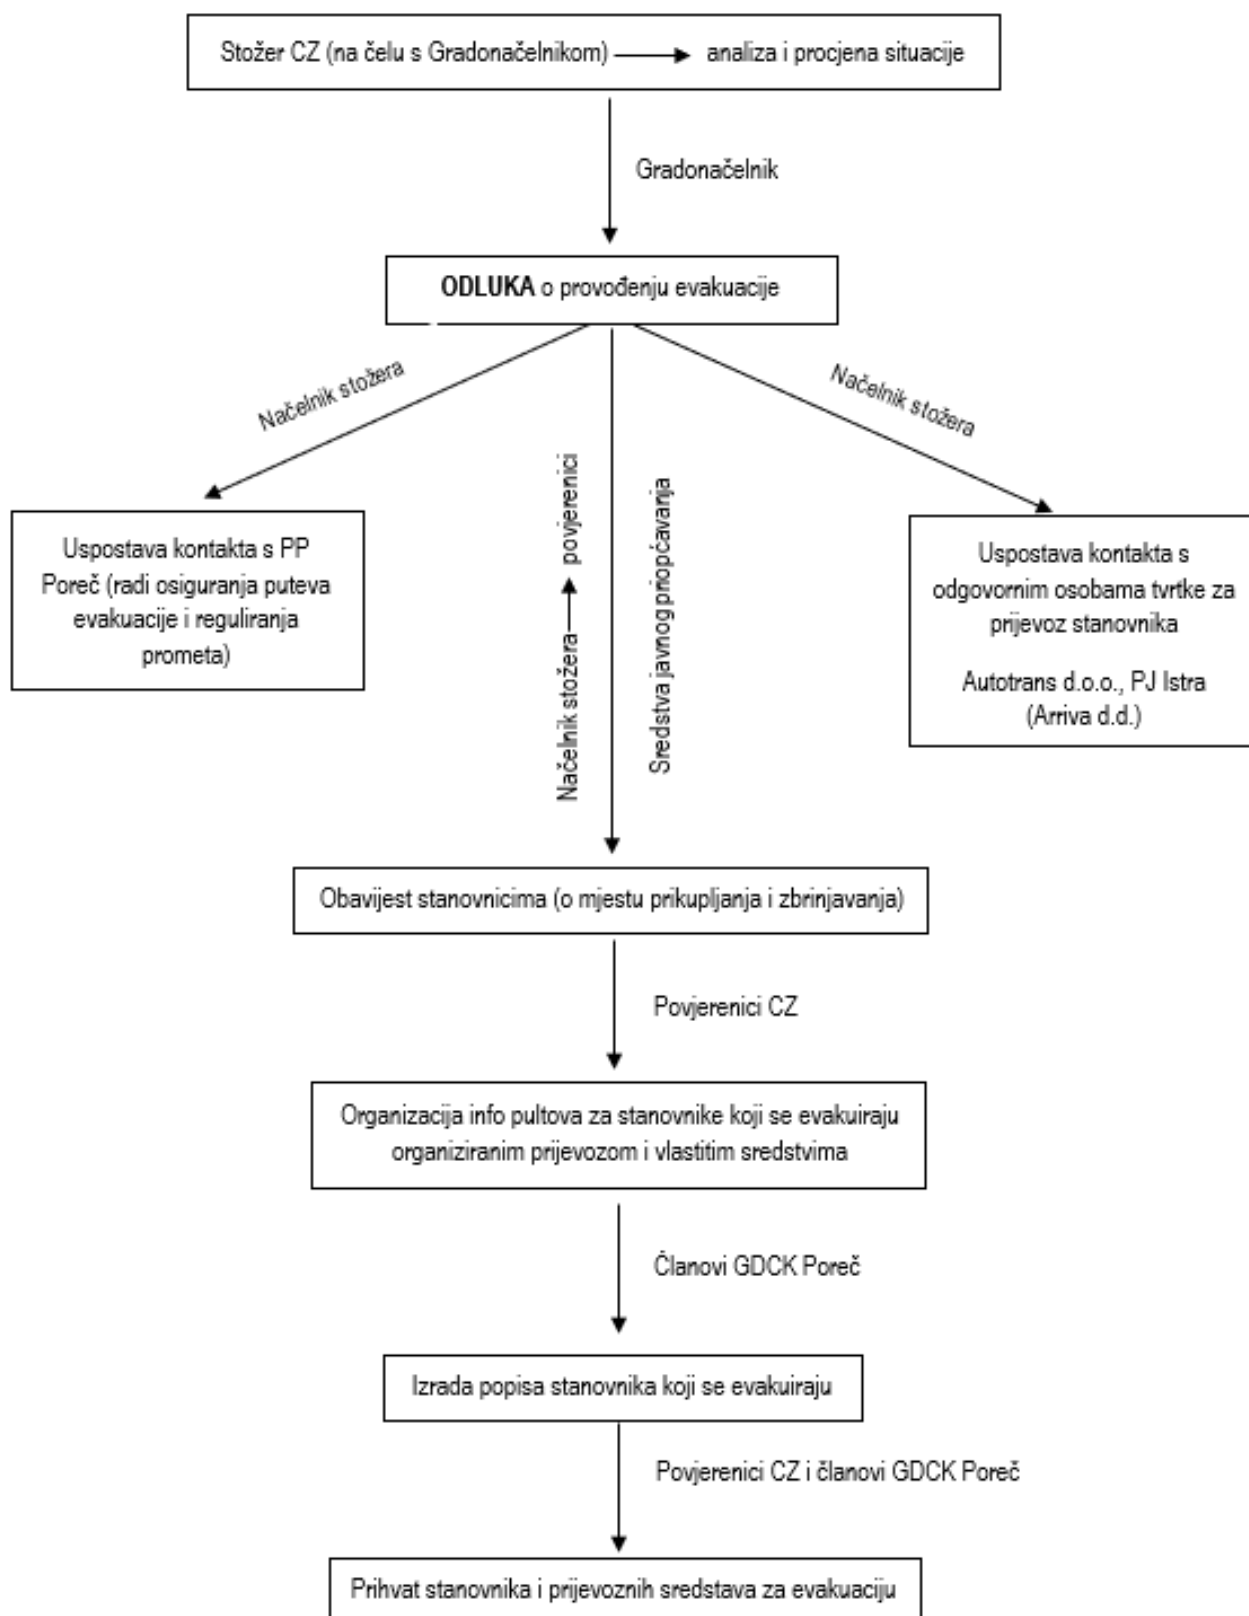 Stožer CZ (na čelu s Gradonačelnikom) → analiza i procjena situacije
Gradonačelnik
ODLUKA o provođenju evakuacije
Načelnik stožera
Načelnik stožera
Načelnik stožera → povjerenici
Sredstva javnog priopćavanja
Uspostava kontakta s PP
Poreč (radi osiguranja puteva
evakuacije i reguliranja
prometa)
Uspostava kontakta s
odgovornim osobama tvrtke za
prijevoz stanovnika
Autotrans d.o.o., PJ Istra
(Arriva d.d.)
Obavijest stanovnicima (o mjestu prikupljanja i zbrinjavanja)
Povjerenici CZ
Organizacija info pultova za stanovnike koji se evakuiraju
organiziranim prijevozom i vlastitim sredstvima
Članovi GDCK Poreč
Izrada popisa stanovnika koji se evakuiraju
Povjerenici CZ i članovi GDCK Poreč
Prihvat stanovnika i prijevoznih sredstava za evakuaciju